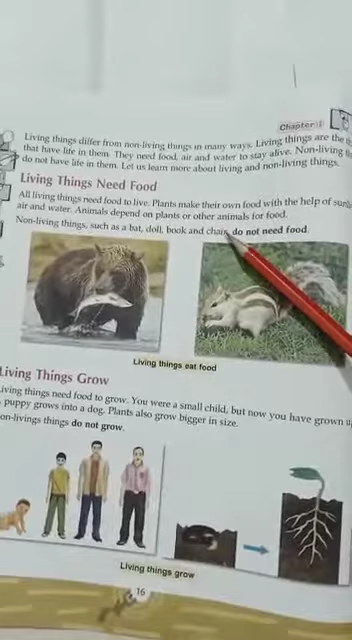 Chapter-1
Living things differ from non-living things in many ways. Living things are the
that have life in them. They need food, air and water to stay alive. Non-living
do not have life in them. Let us learn more about living and non-living things.
Living Things Need Food
All living things need food to live. Plants make their own food with the help of
air and water. Animals depend on plants or other animals for food.
Non-living things, such as a bat, doll, book and chair, do not need food.
Living things eat food
Living Things Grow
iving things need food to grow. You were a small child, but now you have grown
puppy grows into a dog. Plants also grow bigger in size.
on-livings things do not grow.
Living things grow
16